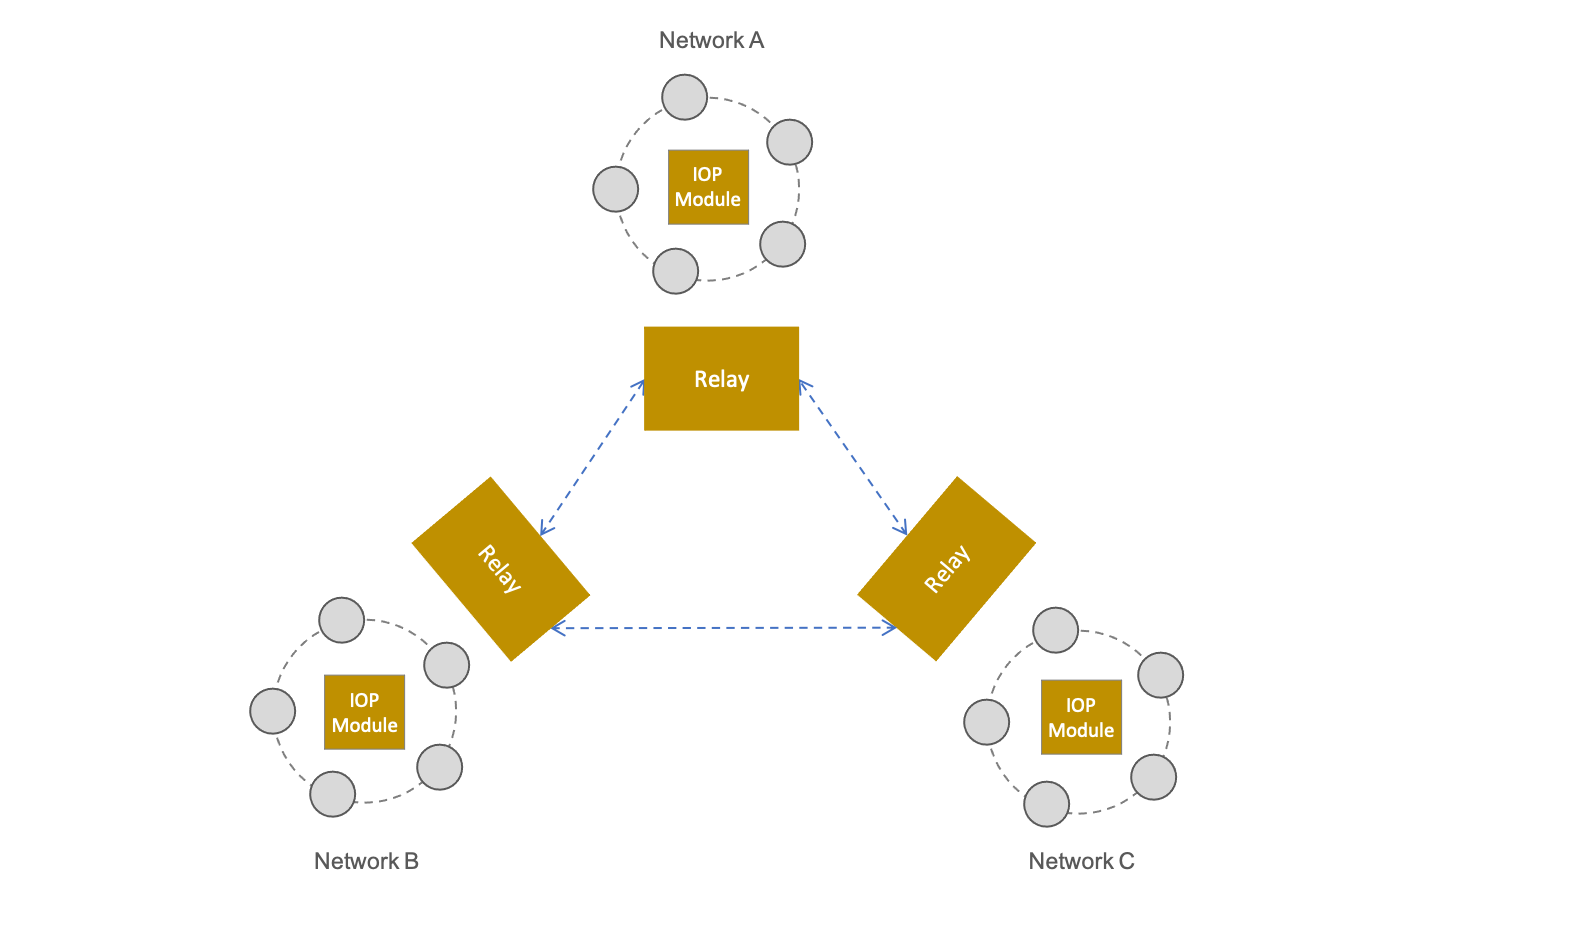 Network A
IOP
Module
Relay
Relay
Relay
IOP
Module
IOP
Module
Network B
Network C